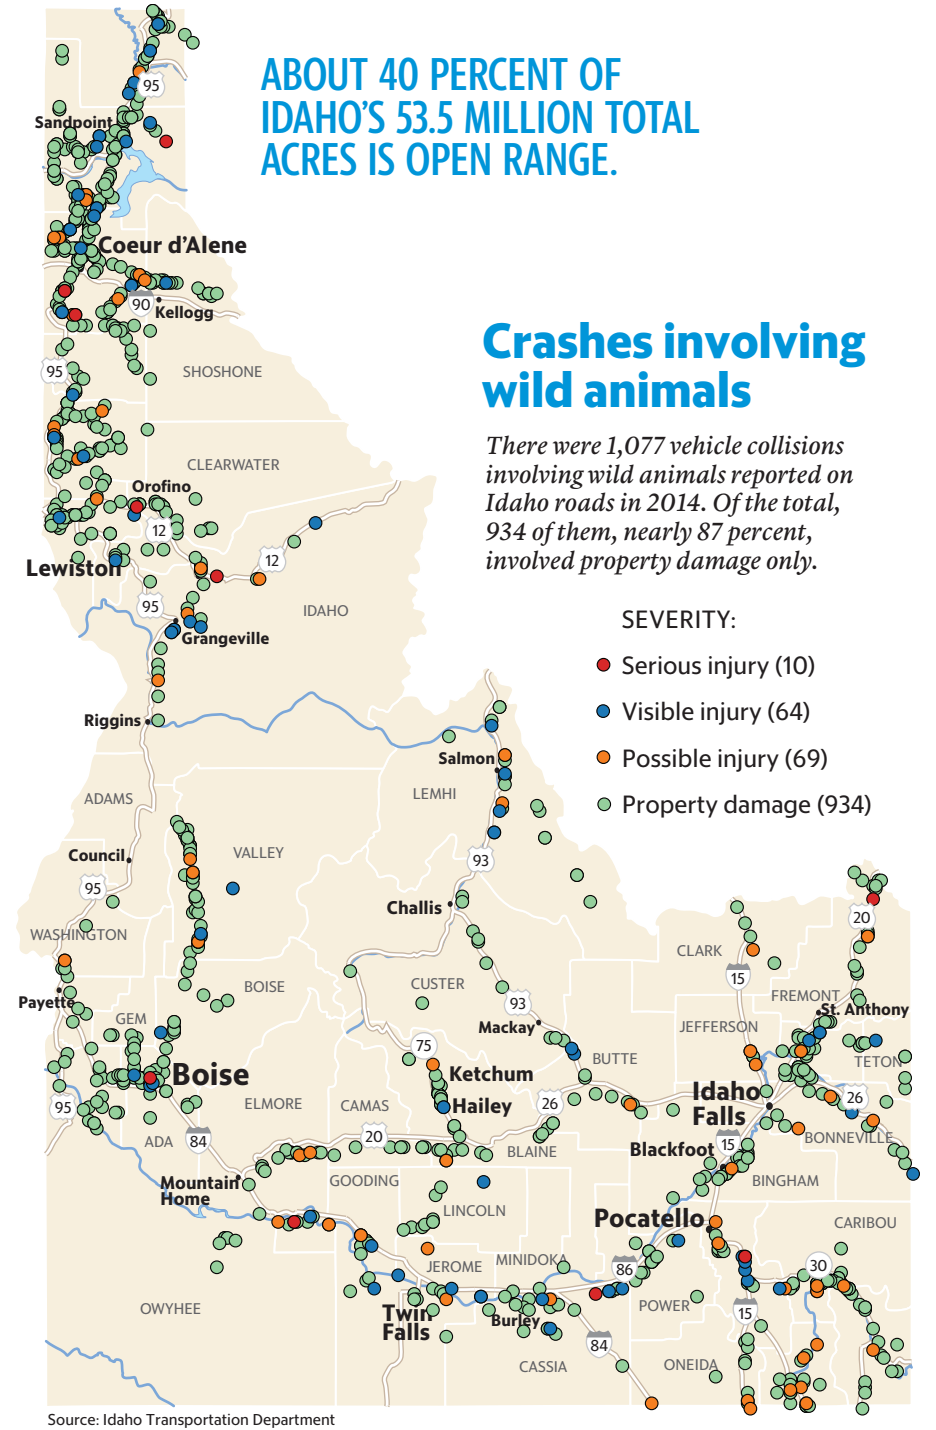 ABOUT 40 PERCENT OF
IDAHO'S 53.5 MILLION TOTAL
ACRES IS OPEN RANGE.
95
Sandpoint
Coeur d'Alene
90
Kellogg
Crashes involving
wild animals
95
SHOSHONE
There were 1,077 vehicle collisions
involving wild animals reported on
Idaho roads in 2014. Of the total,
934 of them, nearly 87 percent,
involved property damage only.
CLEARWATER
Orofino
12
12
Lewiston
95
IDAHO
Grangeville
SEVERITY:
Serious injury (10)
Visible injury (64)
Possible injury (69)
Property damage (934)
Riggins
Salmon
LEMHI
ADAMS
Council
VALLEY
93
95
Challis
20
WASHINGTON
CLARK
15
Payette
BOISE
CUSTER
93
FREMONT
St. Anthony
GEM
Mackay
JEFFERSON
75
BUTTE
TETON
Boise
Ketchum
Idaho
Falls
26
95
ELMORE
CAMAS
Hailey
26
ADA
84
20
BLAINE
Blackfoot
15
BONNEVILLE
Mountain
Home
GOODING
BINGHAM
LINCOLN
Pocatello
CARIBOU
JEROME
MINIDOKA
86
30
OWYHEE
Twin
Falls
Burley
POWER
15
84
CASSIA
ONEIDA
Source: Idaho Transportation Department